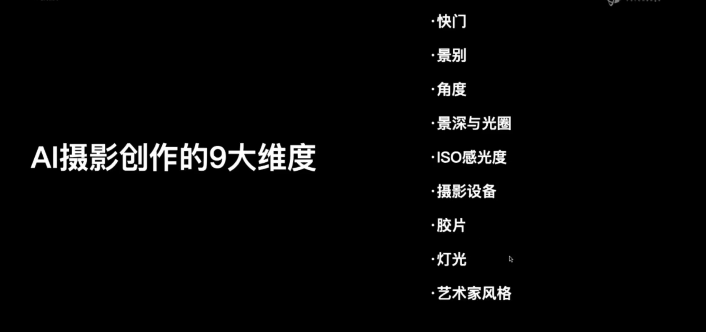 AI摄影创作的9大维度
·快门
·景别
·角度
·景深与光圈
·ISO感光度
·摄影设备
·胶片
·灯光
·艺术家风格